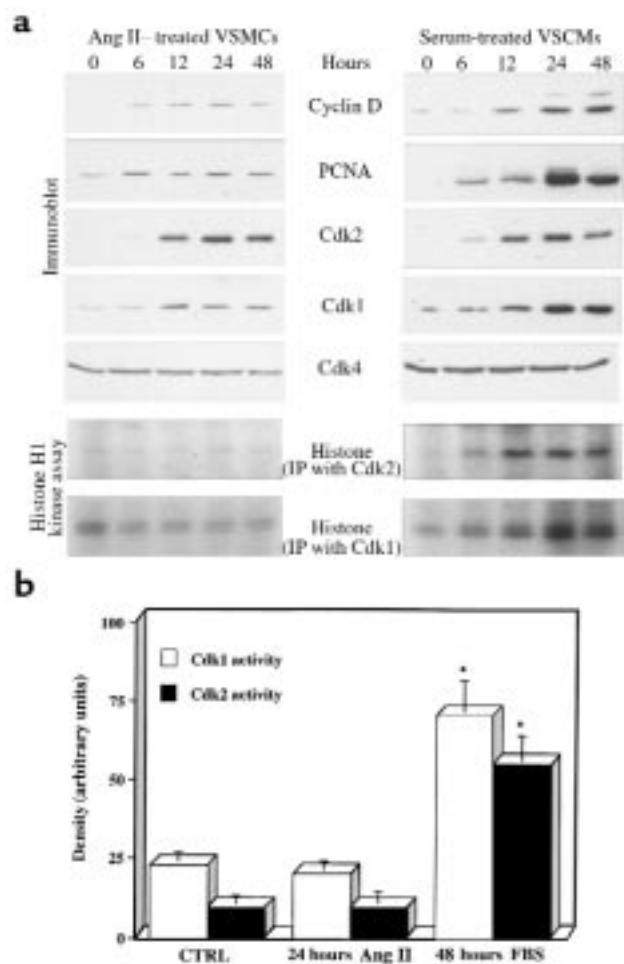 a
Ang II–treated VSMCs Serum-treated VSCMs
0 6 12 24 48 Hours 0 6 12 24 48
Immunoblot
Cyclin D
PCNA
Cdk2
Cdk1
Cdk4
Histone H1
kinase assay
Histone
(IP with Cdk2)
Histone
(IP with Cdk1)
b
Density (arbitrary units)
100
75
50
25
0
Cdk1 activity
Cdk2 activity
* *
CTRL 24 hours Ang II 48 hours FBS